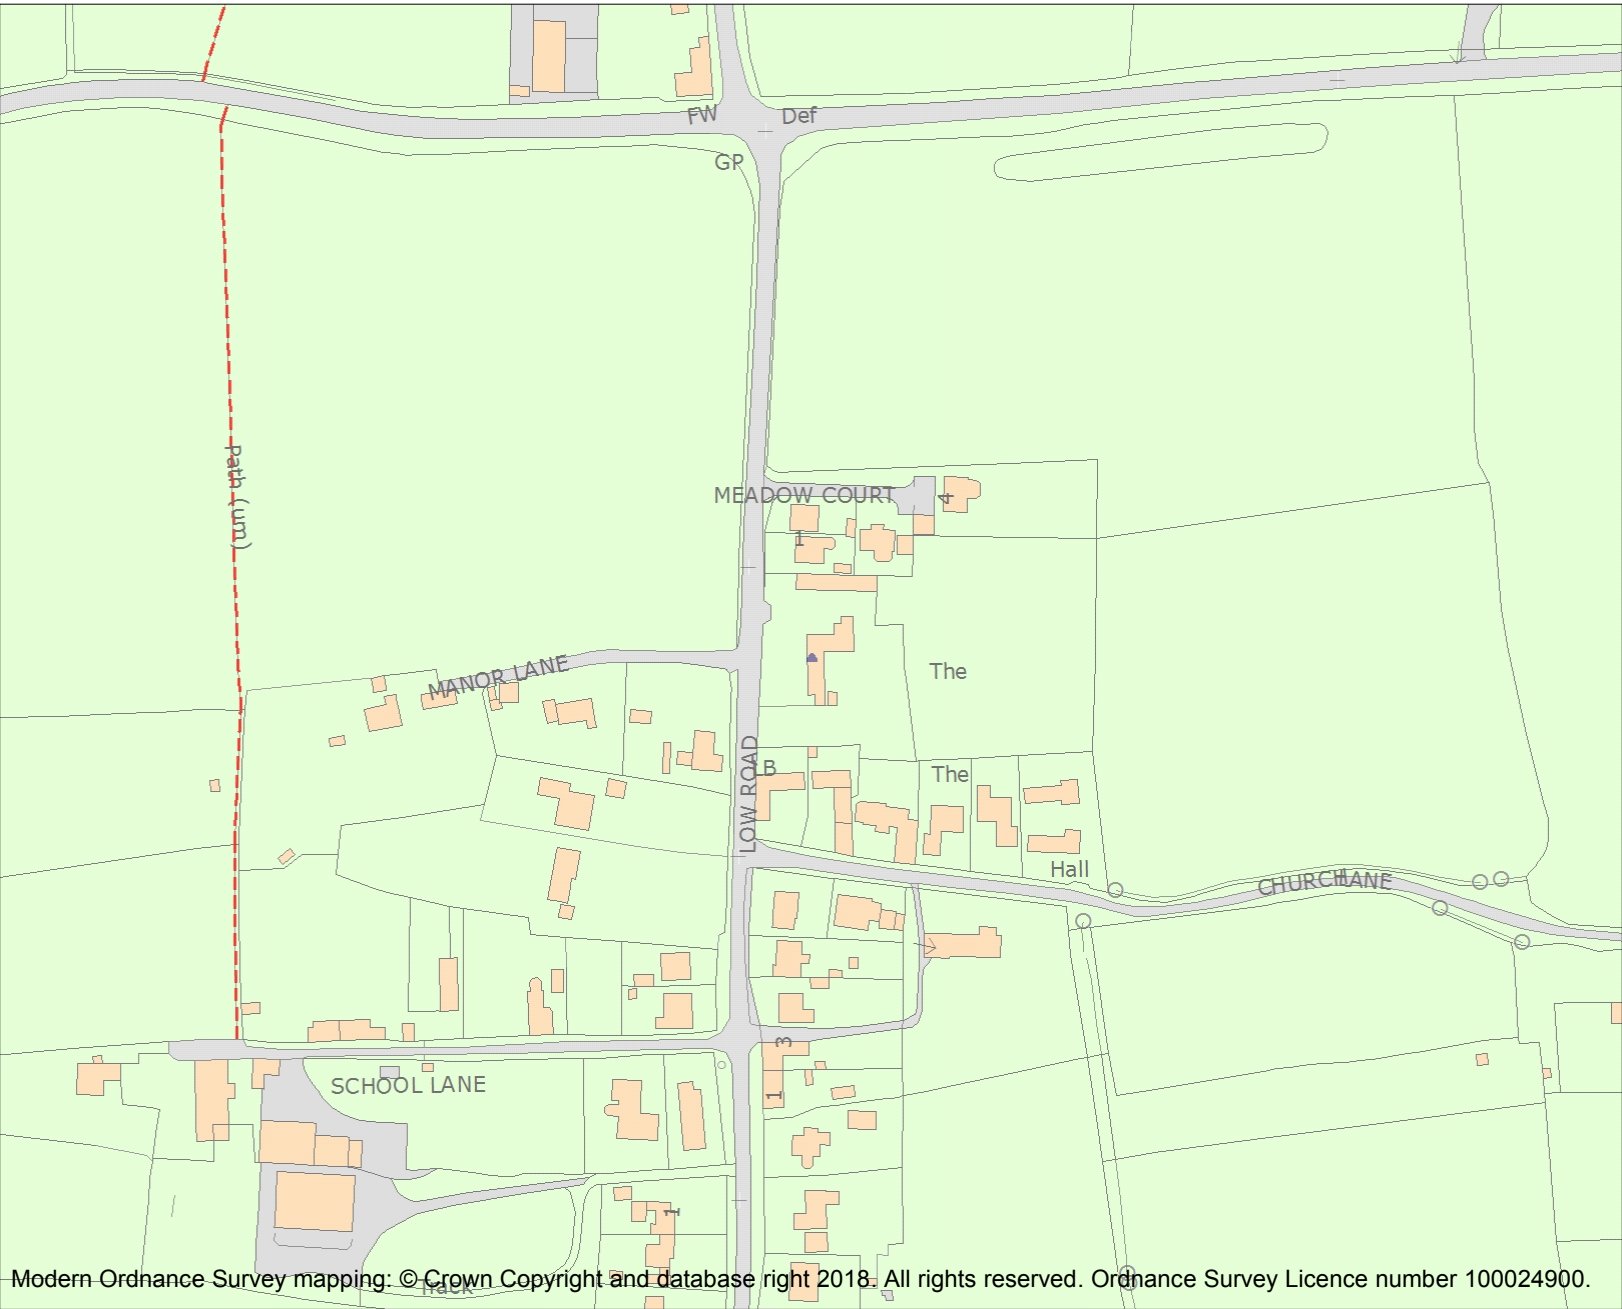 FW
Def
GP
Path (um)
MEADOW COURT
4
1
MANOR LANE
The
LOW ROAD
LB
The
Hall
CHURCH LANE
3
SCHOOL LANE
1
1
Track
Modern Ordnance Survey mapping: © Crown Copyright and database right 2018. All rights reserved. Ordnance Survey Licence number 100024900.